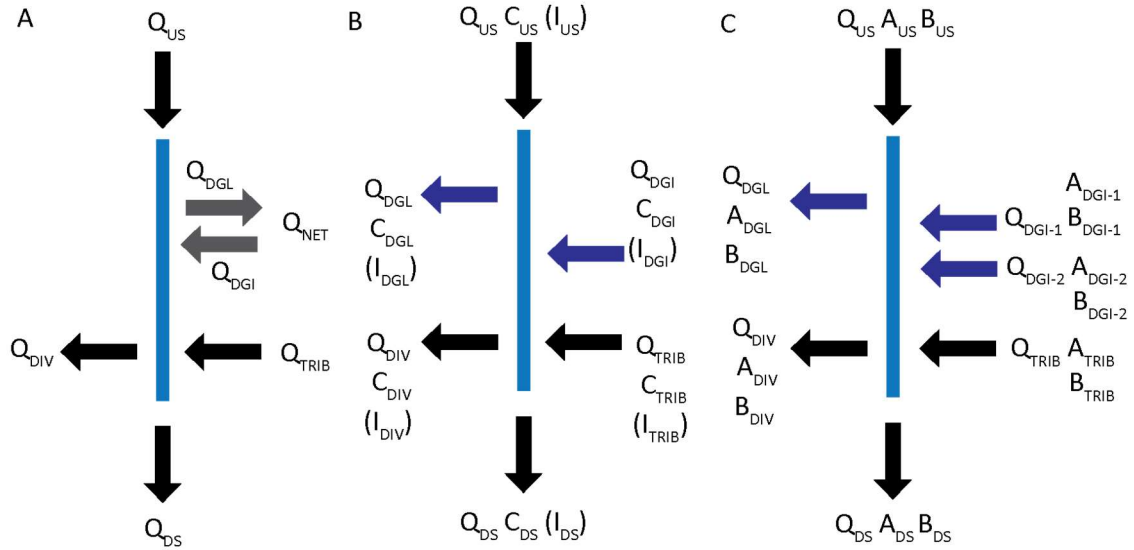 A
Q_US
Q_DGL
Q_NET
Q_DGI
Q_DIV
Q_TRIB
Q_DS
B
Q_US C_US (I_US)
Q_DGL
C_DGL
(I_DGL)
Q_DGI
C_DGI
(I_DGI)
Q_DIV
C_DIV
(I_DIV)
Q_TRIB
C_TRIB
(I_TRIB)
Q_DS C_DS (I_DS)
C
Q_US A_US B_US
Q_DGL
A_DGL
B_DGL
A_DGI-1
Q_DGI-1 B_DGI-1
Q_DGI-2 A_DGI-2
B_DGI-2
Q_DIV
A_DIV
B_DIV
Q_TRIB A_TRIB
B_TRIB
Q_DS A_DS B_DS